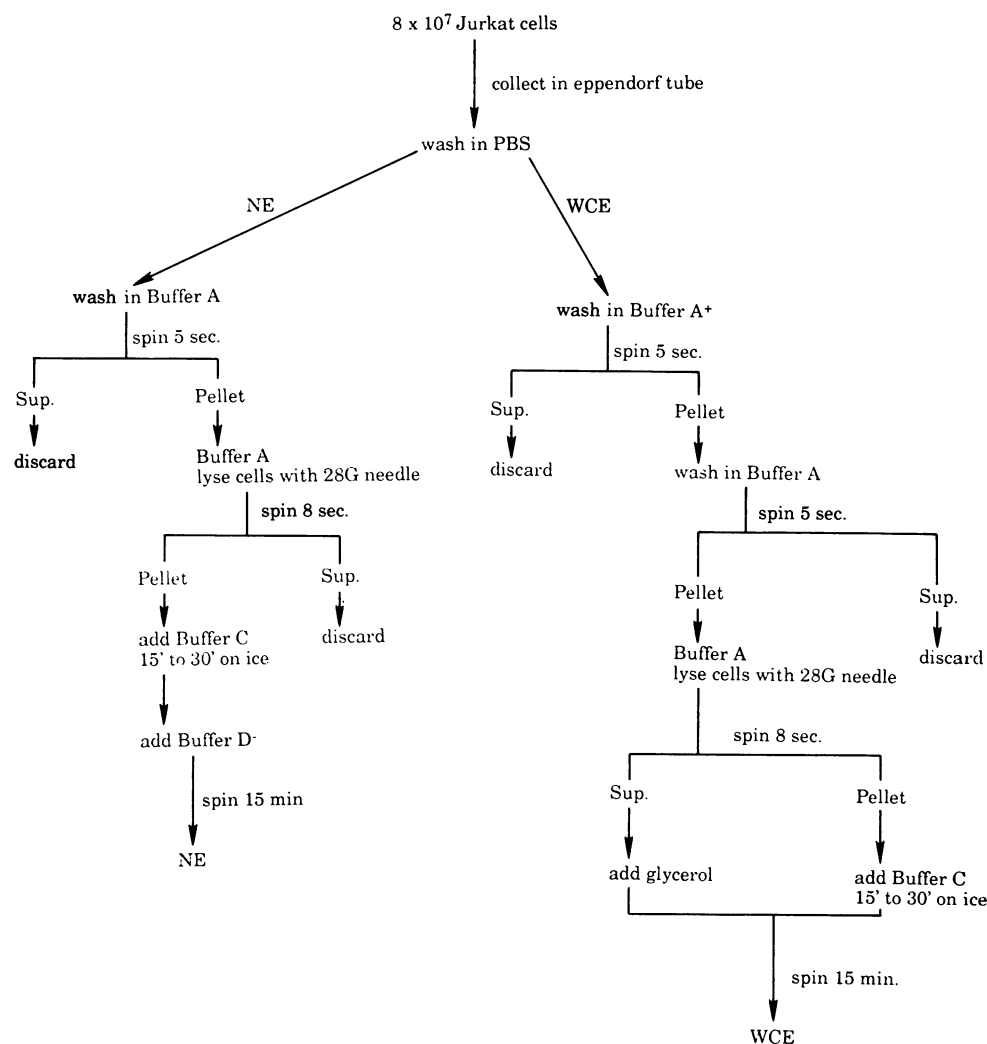 8 x 10⁷ Jurkat cells
collect in eppendorf tube
wash in PBS
NE
WCE
wash in Buffer A
spin 5 sec.
Sup.
Pellet
discard
Buffer A
lyse cells with 28G needle
spin 8 sec.
Pellet
Sup.
add Buffer C
15' to 30' on ice
discard
add Buffer D-
spin 15 min
NE
wash in Buffer A+
spin 5 sec.
Sup.
Pellet
discard
wash in Buffer A
spin 5 sec.
Pellet
Sup.
Buffer A
lyse cells with 28G needle
discard
spin 8 sec.
Sup.
Pellet
add glycerol
add Buffer C
15' to 30' on ice
spin 15 min.
WCE